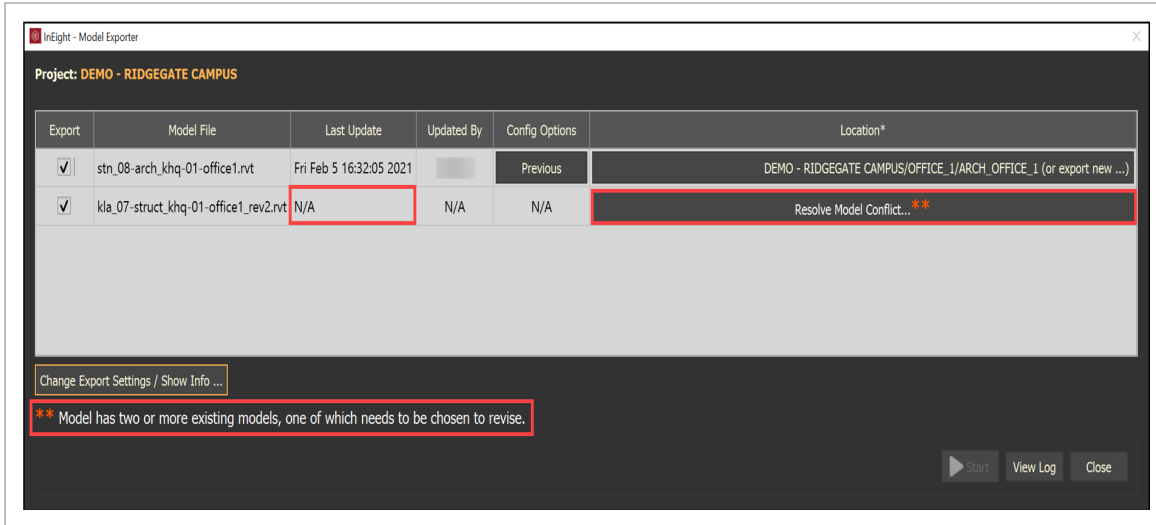 InEight - Model Exporter X
Project: DEMO - RIDGEGATE CAMPUS
Export Model File Last Update Updated By Config Options Location*
stn_08-arch_khq-01-office1.rvt Fri Feb 5 16:32:05 2021 Previous DEMO - RIDGEGATE CAMPUS/OFFICE_1/ARCH_OFFICE_1 (or export new ...)
kla_07-struct_khq-01-office1_rev2.rvt N/A N/A N/A Resolve Model Conflict...**
Change Export Settings / Show Info ...
** Model has two or more existing models, one of which needs to be chosen to revise.
Start View Log Close